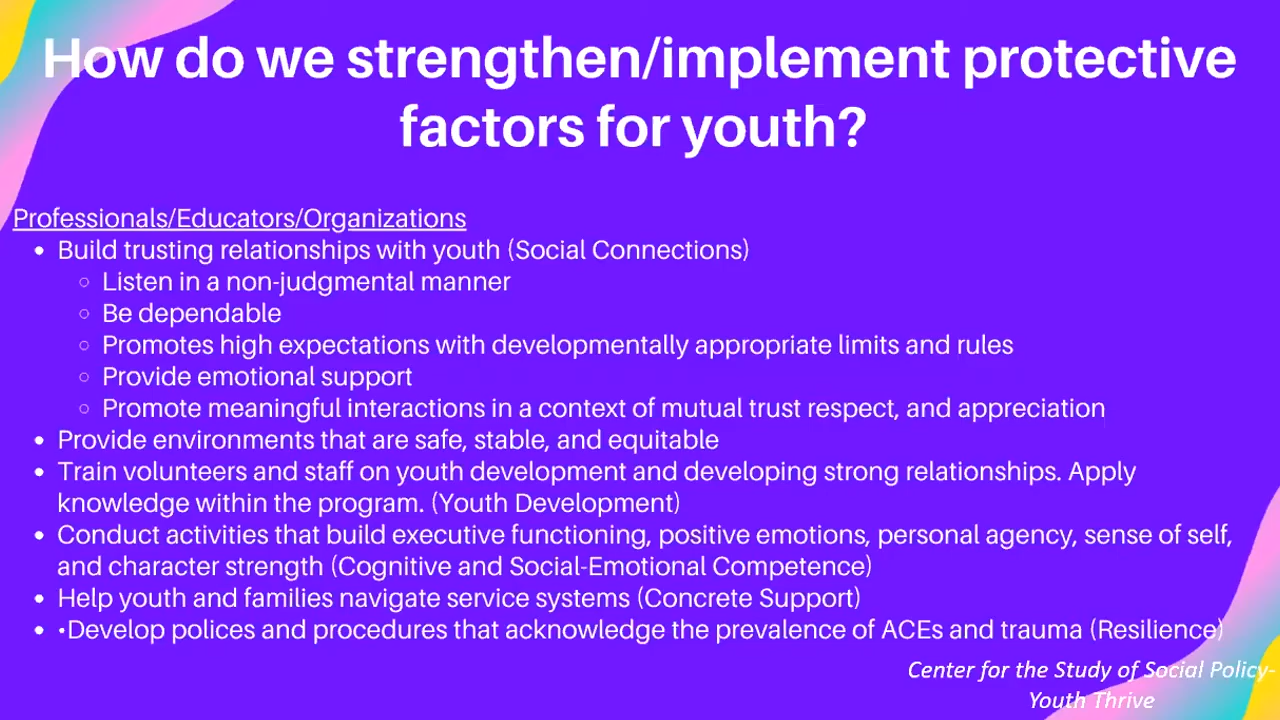 How do we strengthen/implement protective
factors for youth?
Professionals/Educators/Organizations
• Build trusting relationships with youth (Social Connections)
○ Listen in a non-judgmental manner
○ Be dependable
○ Promotes high expectations with developmentally appropriate limits and rules
○ Provide emotional support
○ Promote meaningful interactions in a context of mutual trust respect, and appreciation
• Provide environments that are safe, stable, and equitable
• Train volunteers and staff on youth development and developing strong relationships. Apply
knowledge within the program. (Youth Development)
• Conduct activities that build executive functioning, positive emotions, personal agency, sense of self,
and character strength (Cognitive and Social-Emotional Competence)
• Help youth and families navigate service systems (Concrete Support)
• •Develop polices and procedures that acknowledge the prevalence of ACEs and trauma (Resilience)
Center for the Study of Social Policy-
Youth Thrive